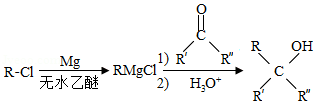 O
C
R' R"
R-Cl Mg 无水乙醚 RMgCl 1) 2) H₃O⁺
R OH
C
R' R"